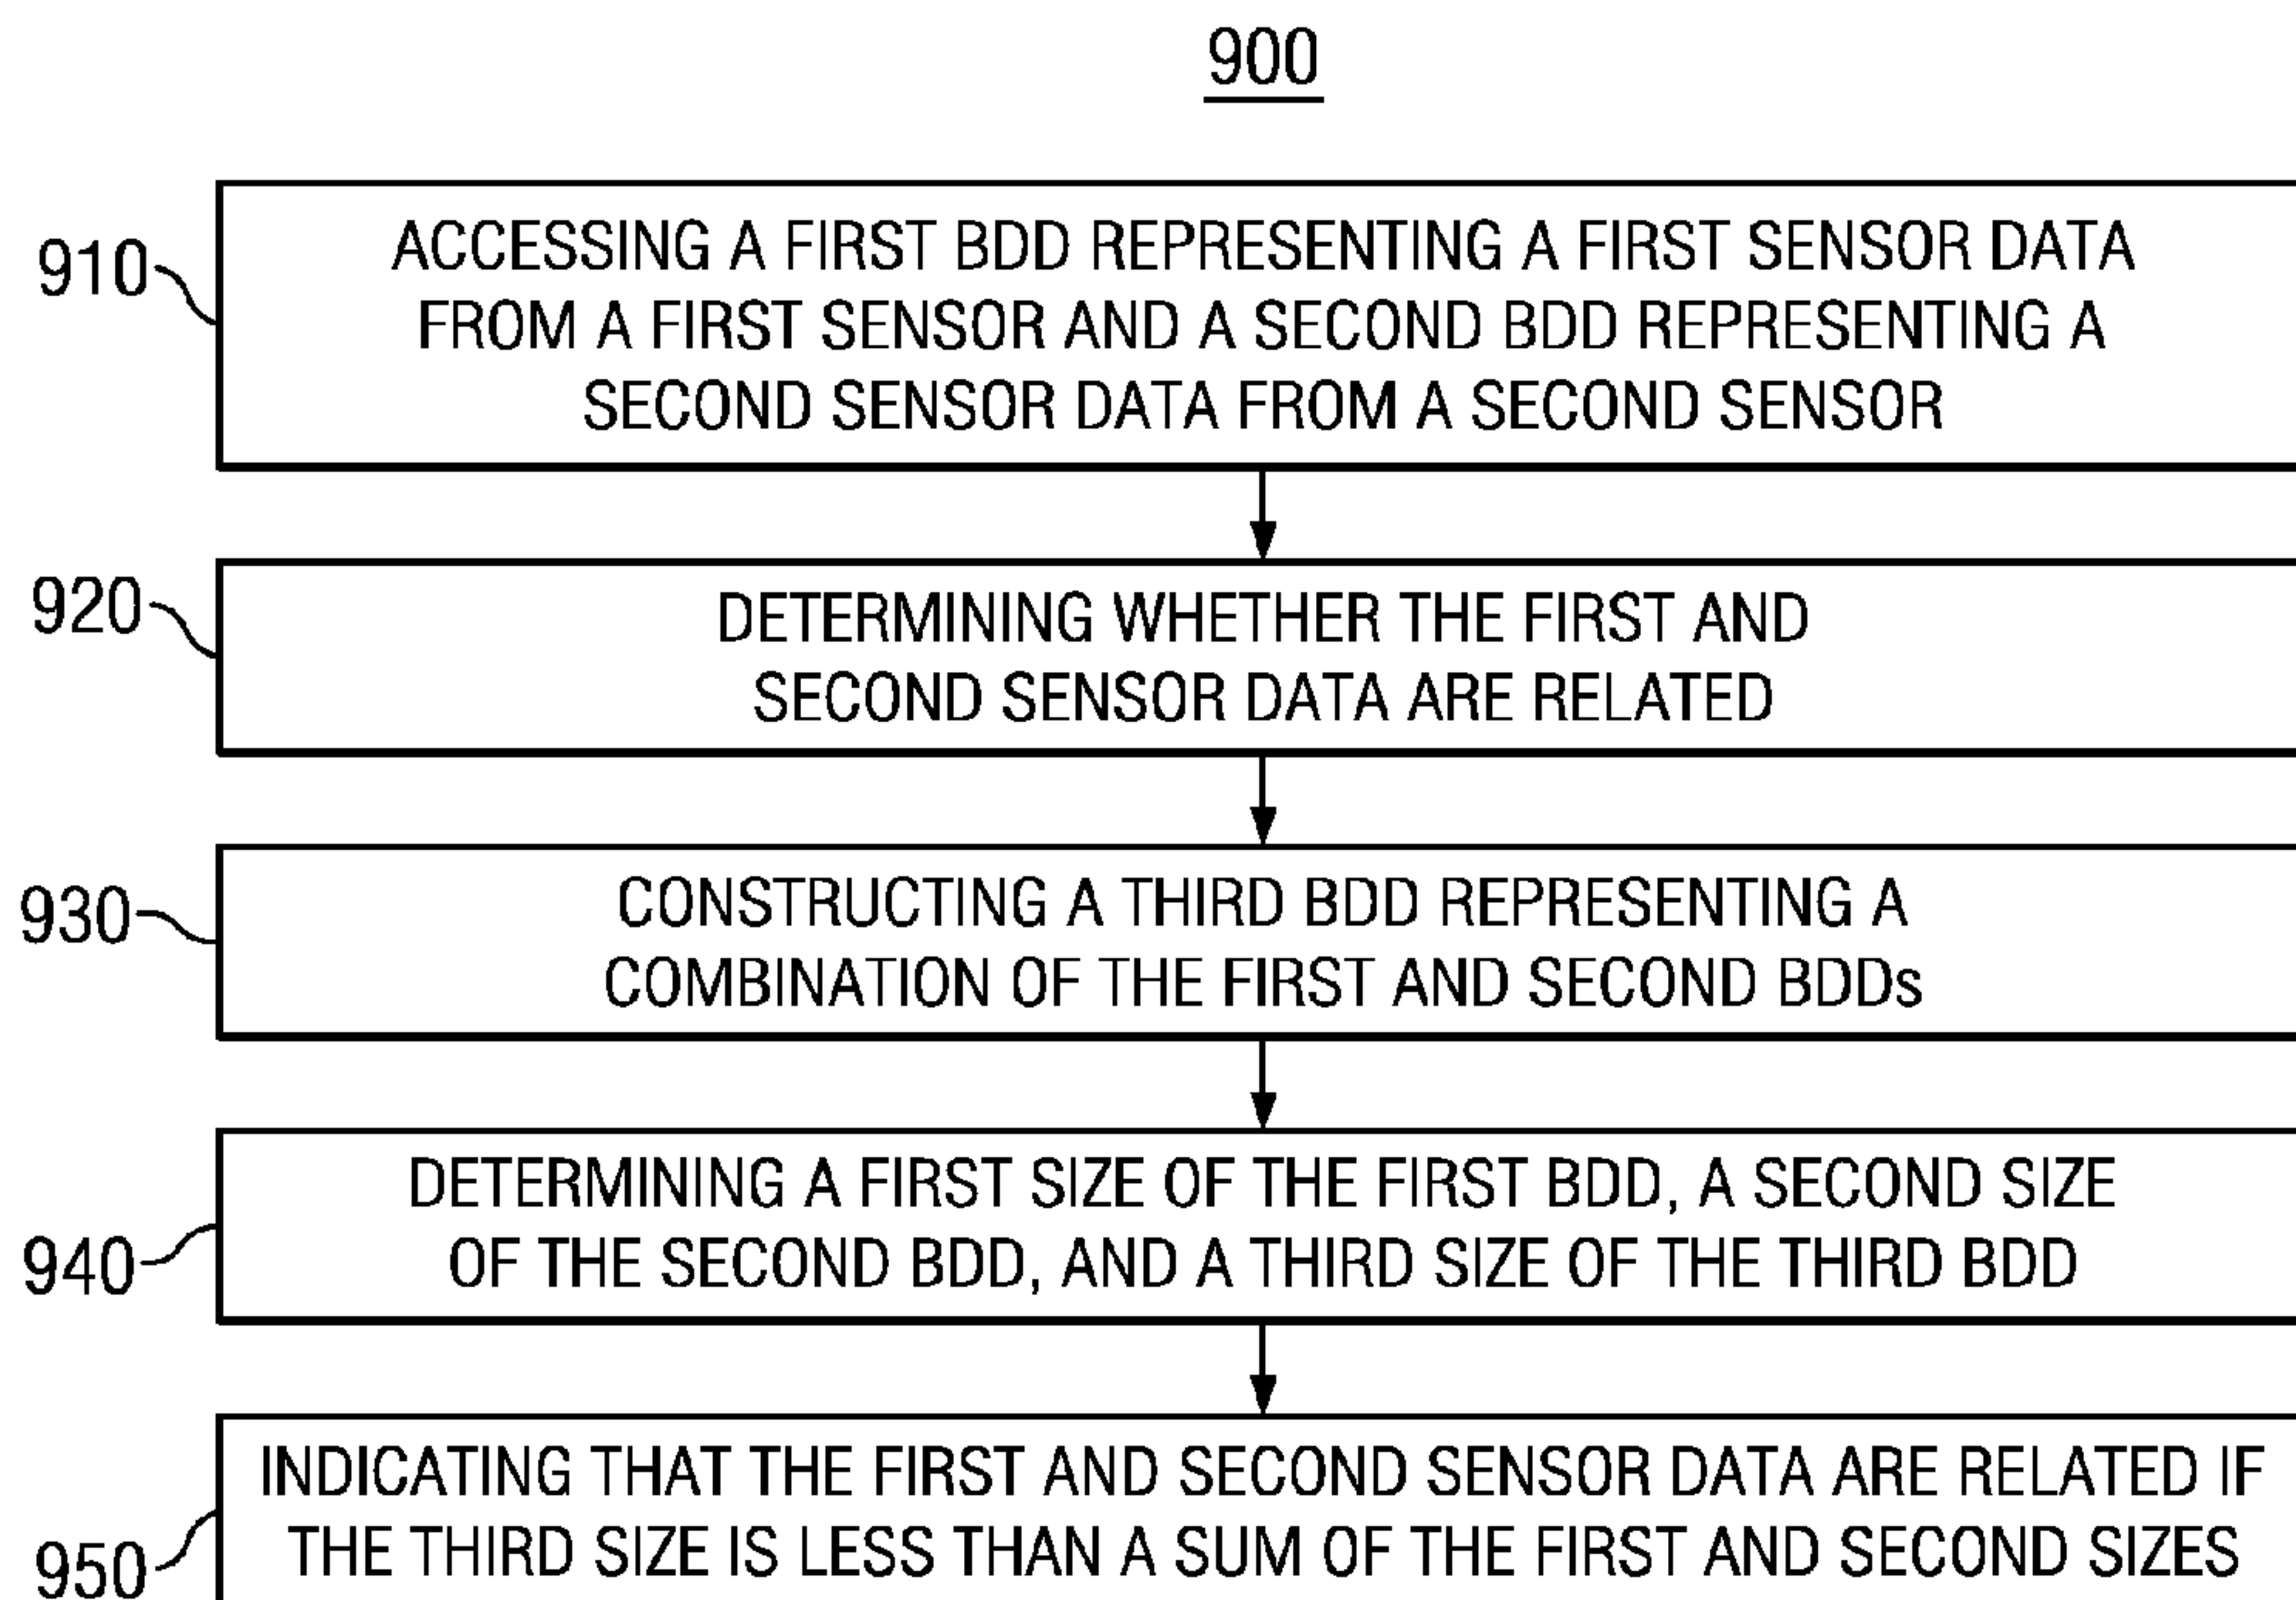 900
910
ACCESSING A FIRST BDD REPRESENTING A FIRST SENSOR DATA
FROM A FIRST SENSOR AND A SECOND BDD REPRESENTING A
SECOND SENSOR DATA FROM A SECOND SENSOR
920
DETERMINING WHETHER THE FIRST AND
SECOND SENSOR DATA ARE RELATED
930
CONSTRUCTING A THIRD BDD REPRESENTING A
COMBINATION OF THE FIRST AND SECOND BDDs
940
DETERMINING A FIRST SIZE OF THE FIRST BDD, A SECOND SIZE
OF THE SECOND BDD, AND A THIRD SIZE OF THE THIRD BDD
950
INDICATING THAT THE FIRST AND SECOND SENSOR DATA ARE RELATED IF
THE THIRD SIZE IS LESS THAN A SUM OF THE FIRST AND SECOND SIZES